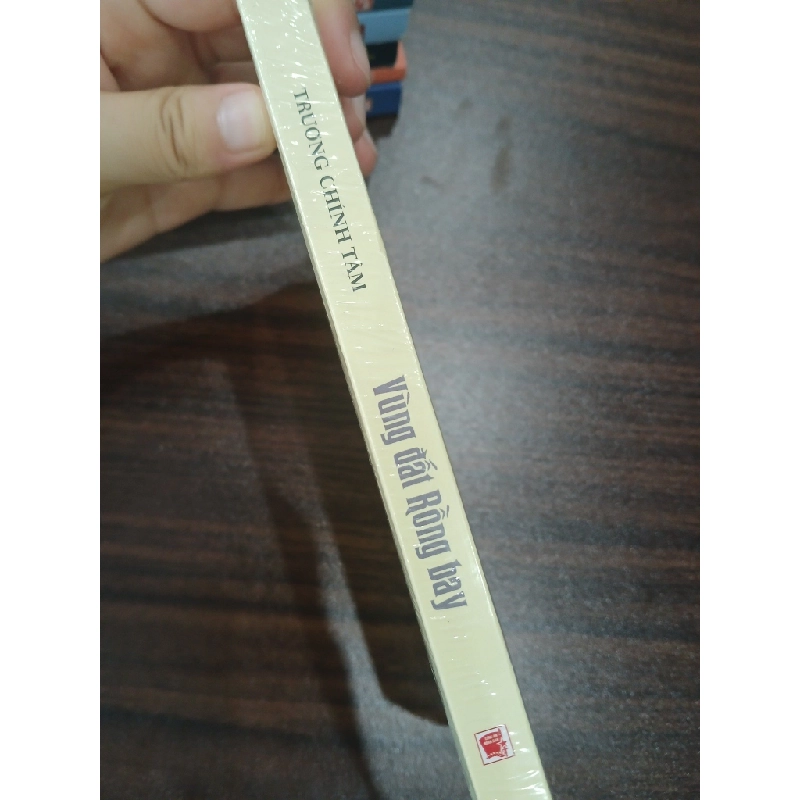 TRƯƠNG CHÍNH TÂM
Vùng đất Rồng bay